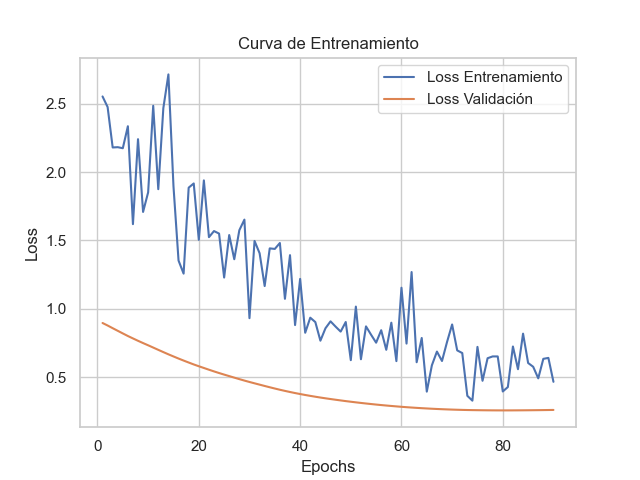 Curva de Entrenamiento
Loss Entrenamiento
Loss Validación
Loss
2.5
2.0
1.5
1.0
0.5
0
20
40
60
80
Epochs